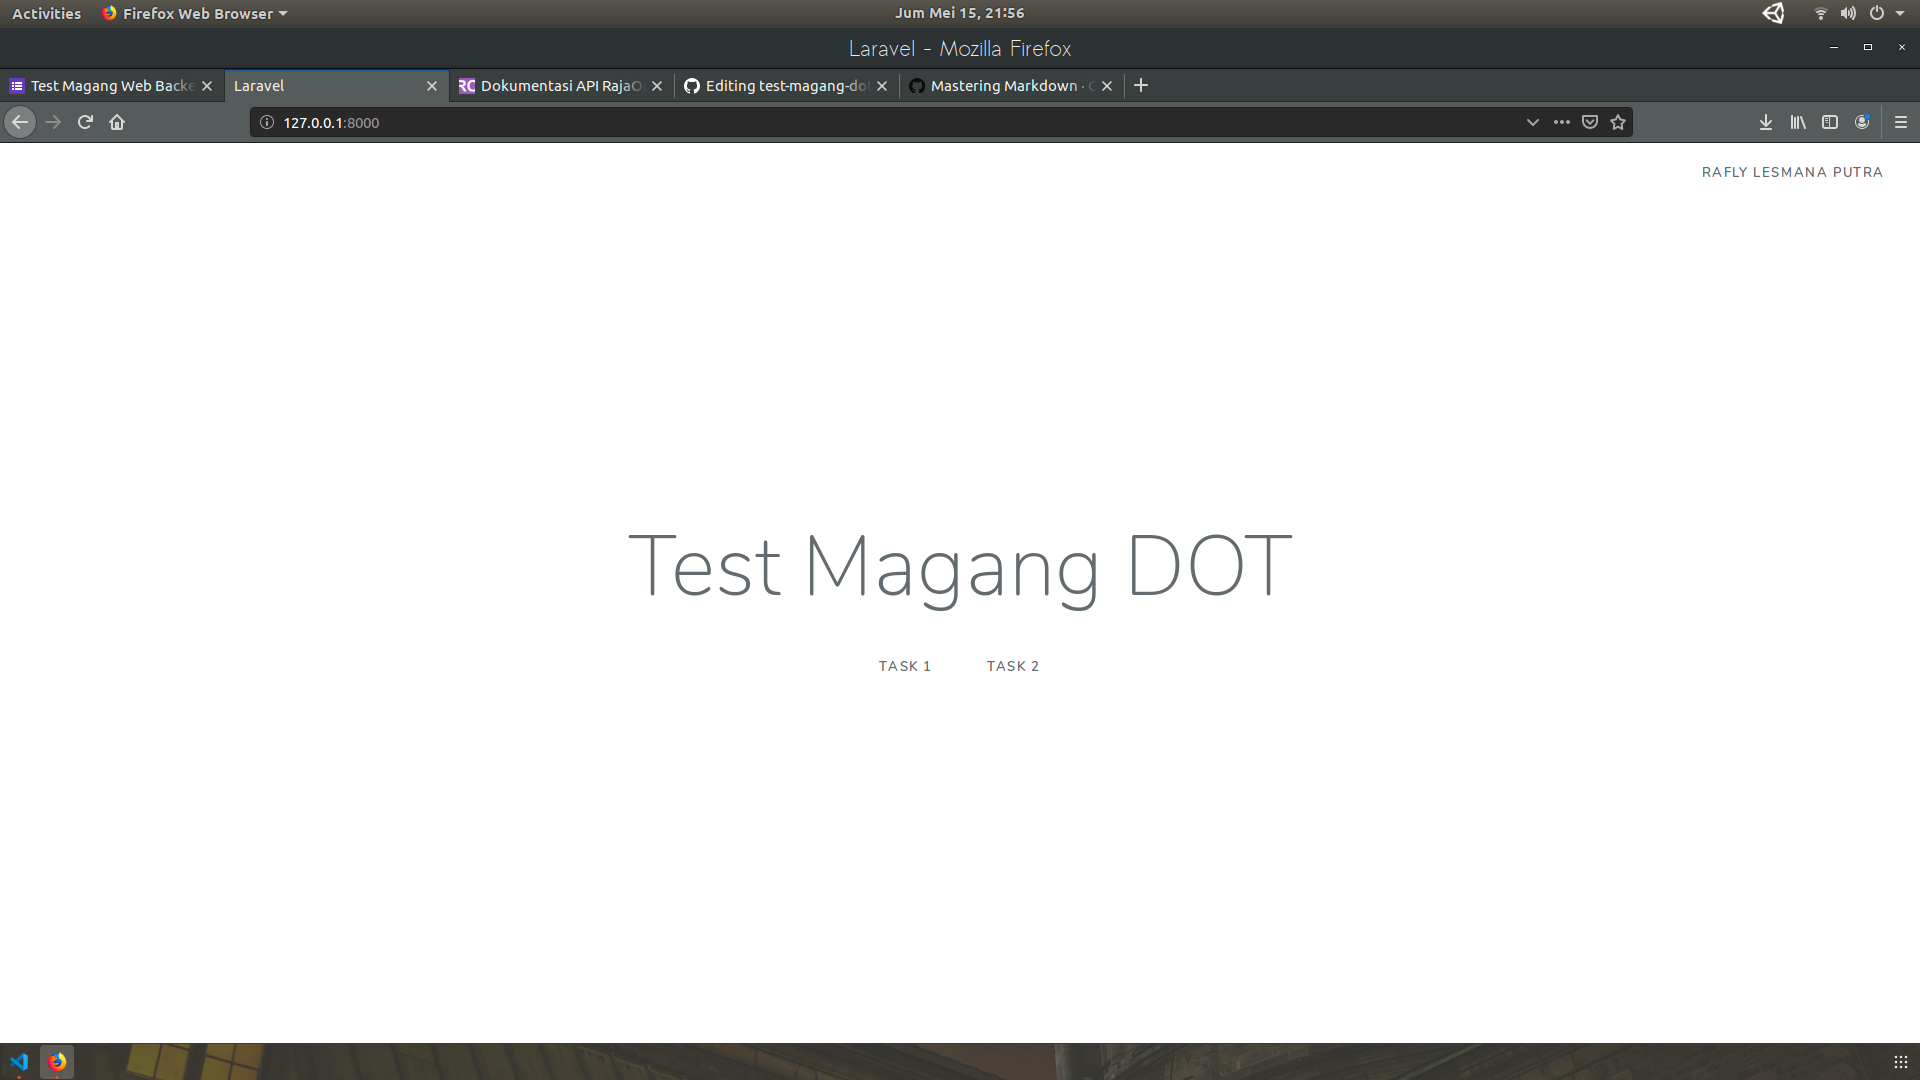 Activities Firefox Web Browser Jum Mei 15, 21:56
Laravel - Mozilla Firefox
Test Magang Web Backe Laravel Dokumentasi API RajaO Editing test-magang-dot Mastering Markdown ·
127.0.0.1:8000
RAFLY LESMANA PUTRA
Test Magang DOT
TASK 1 TASK 2